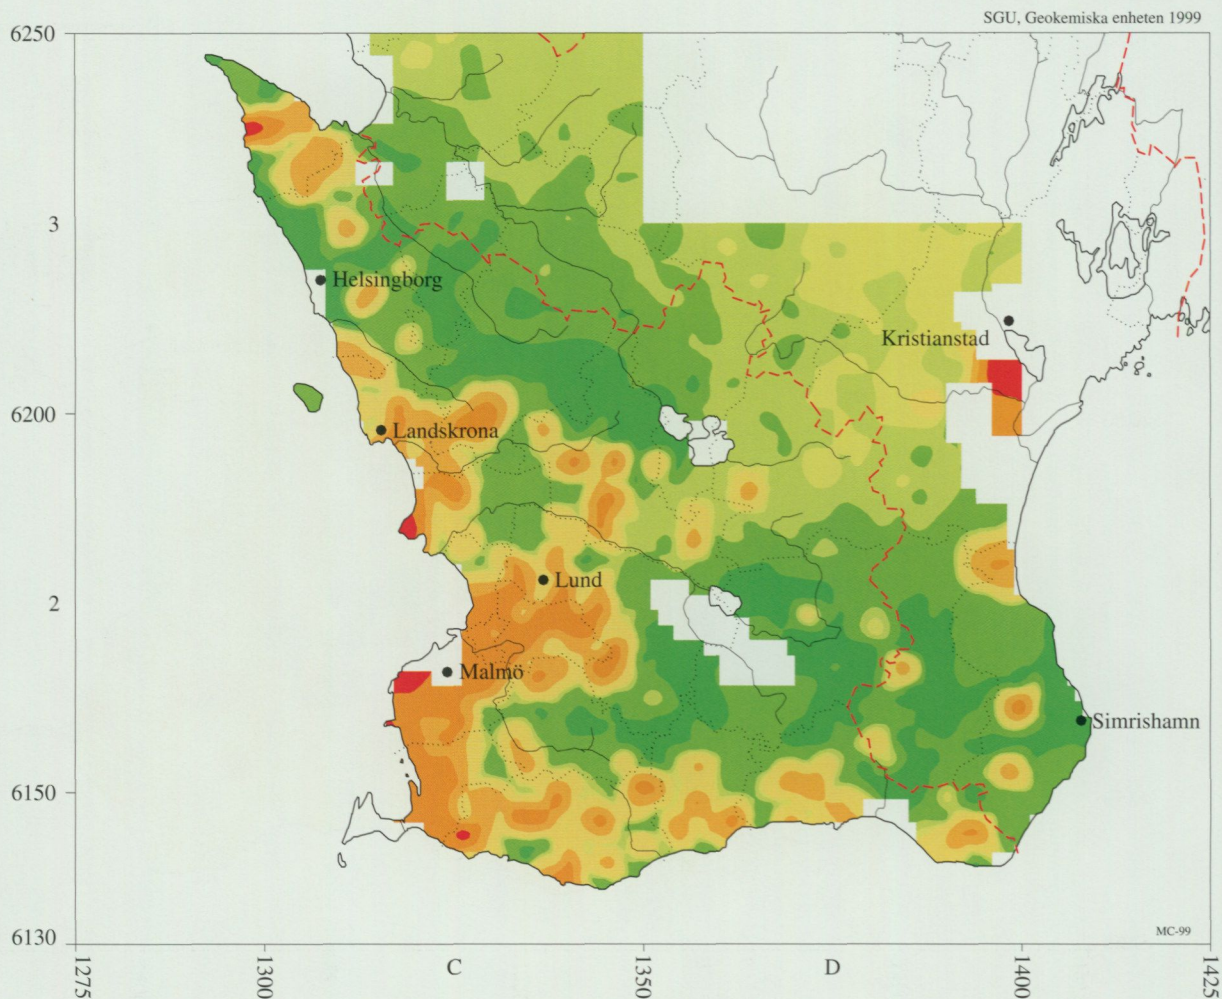 SGU, Geokemiska enheten 1999
6250
3
Helsingborg
Kristianstad
6200
Landskrona
2
Lund
Malmö
Simrishamn
6150
6130
MC-99
1275
1300
C
1350
D
1400
1425